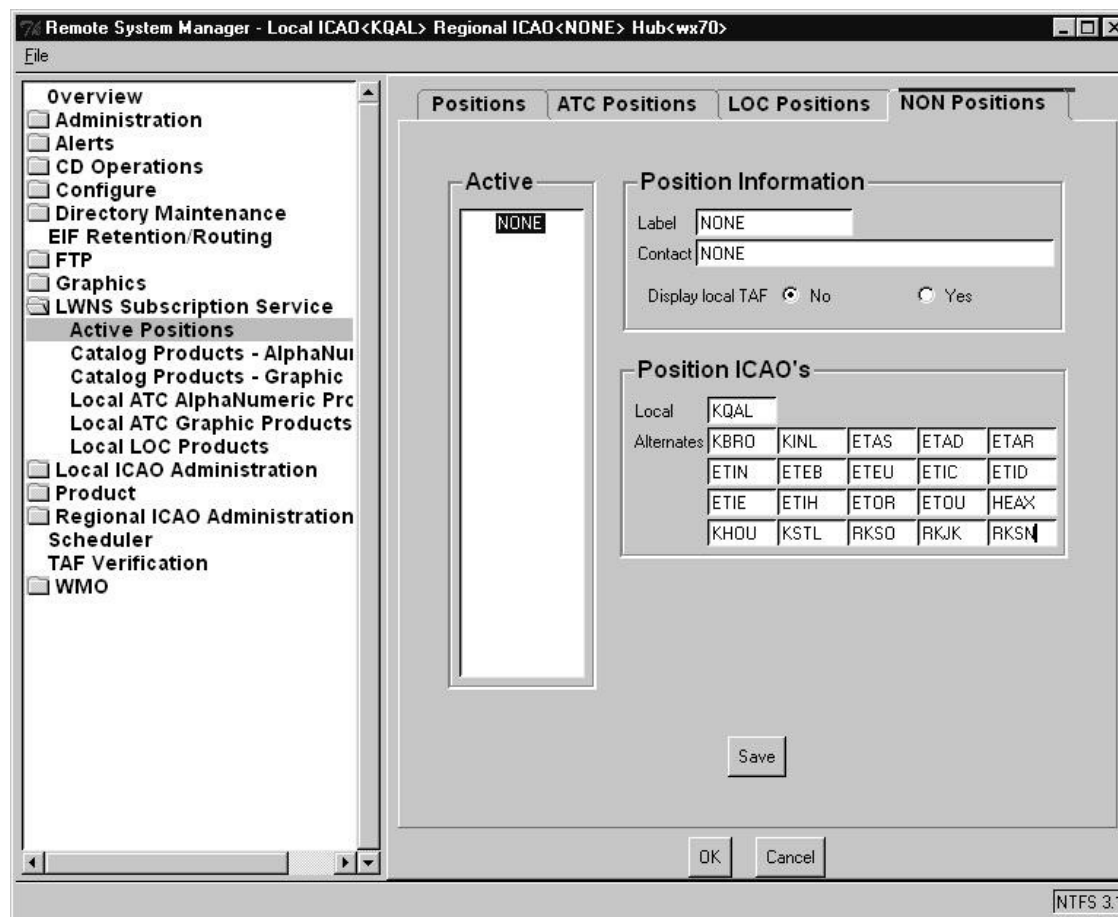 Remote System Manager - Local ICAO<KQAL> Regional ICAO<NONE> Hub<wx70>
File
Overview
Administration
Alerts
CD Operations
Configure
Directory Maintenance
EIF Retention/Routing
FTP
Graphics
LWNS Subscription Service
Active Positions
Catalog Products - AlphaNu
Catalog Products - Graphic
Local ATC AlphaNumeric Prc
Local ATC Graphic Products
Local LOC Products
Local ICAO Administration
Product
Regional ICAO Administration
Scheduler
TAF Verification
WMO
Positions ATC Positions LOC Positions NON Positions
Active
NONE
Position Information
Label NONE
Contact NONE
Display local TAF No Yes
Position ICAO's
Local KQAL
Alternates KBRO KINL ETAS ETAD ETAR
ETIN ETEB ETEU ETIC ETID
ETIE ETIH ETOR ETOU HEAX
KHOU KSTL RKSO RKJK RKSN
Save
OK Cancel
NTFS 3.